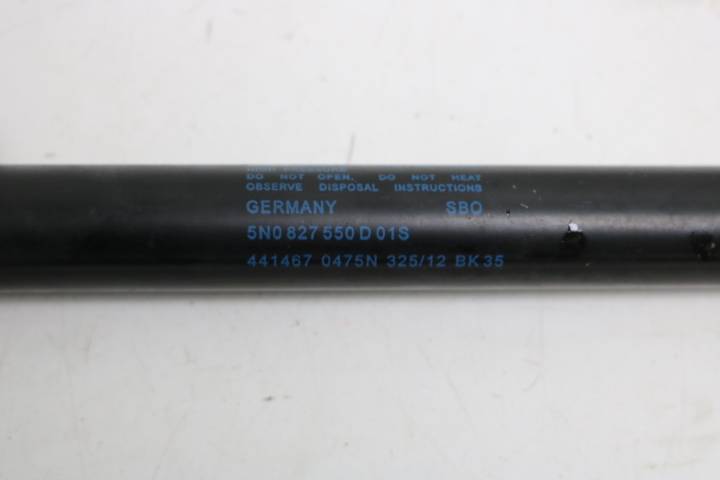 DO NOT OPEN. DO NOT HEAT
OBSERVE DISPOSAL INSTRUCTIONS
GERMANY SBO
5N0 827 550 D 01S
441467 0475N 325/12 BK 35